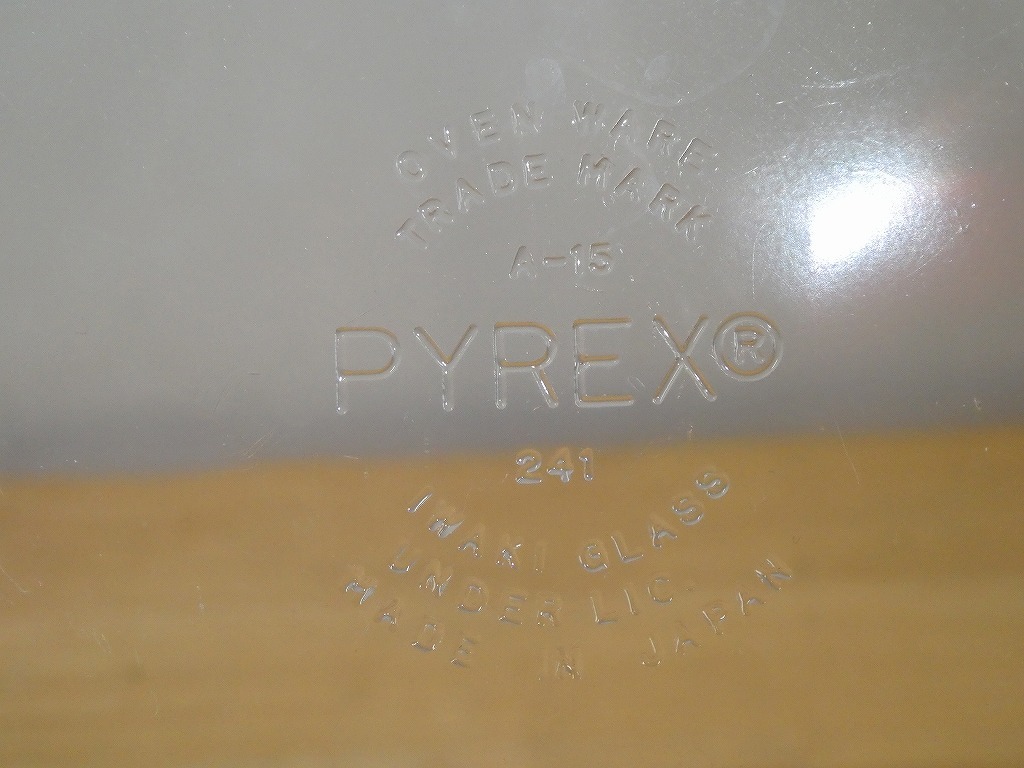 OVEN WARE
TRADE MARK
A-15
PYREX®
241
IWAKI GLASS
UNDER LIC.
MADE IN JAPAN